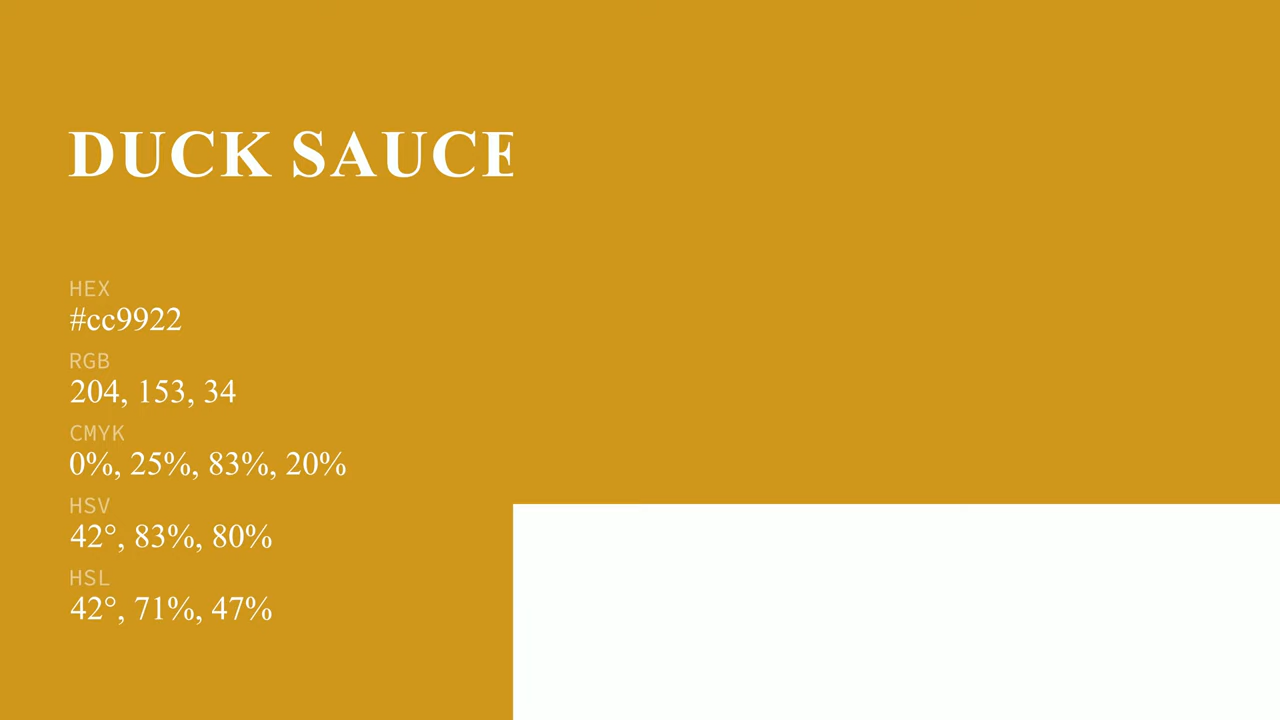 DUCK SAUCE
HEX
#cc9922
RGB
204, 153, 34
CMYK
0%, 25%, 83%, 20%
HSV
42°, 83%, 80%
HSL
42°, 71%, 47%